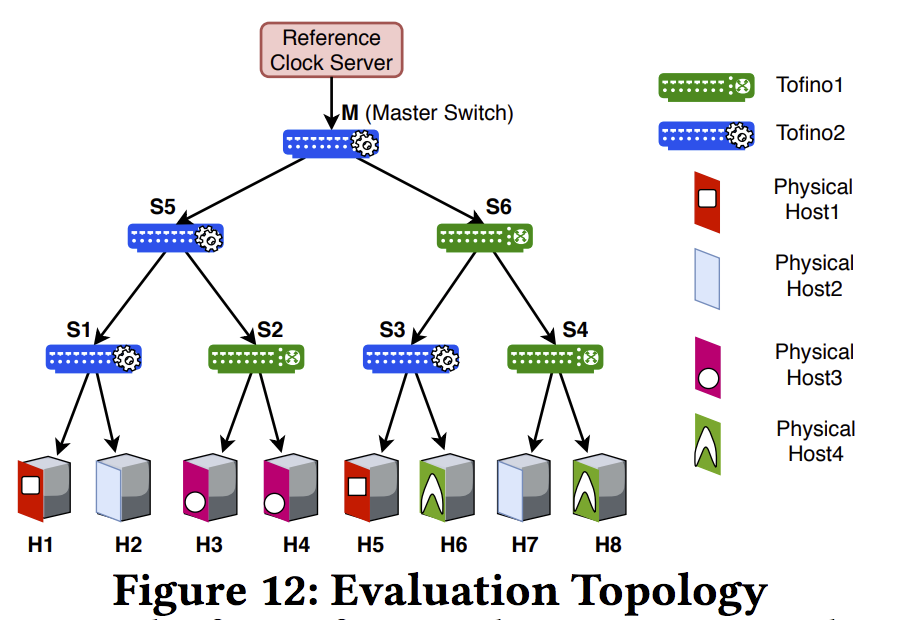 Reference
Clock Server
M (Master Switch)
S5
S6
S1
S2
S3
S4
H1
H2
H3
H4
H5
H6
H7
H8
Tofino1
Tofino2
Physical
Host1
Physical
Host2
Physical
Host3
Physical
Host4
Figure 12: Evaluation Topology